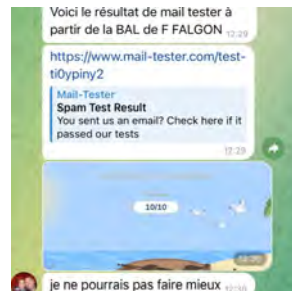 Voici le résultat de mail tester à
partir de la BAL de F FALGON 12:29
https://www.mail-tester.com/test-
ti0ypiny2
Mail-Tester
Spam Test Result
You sent us an email? Check here if it
passed our tests
12:29
10/10
je ne pourrais pas faire mieux